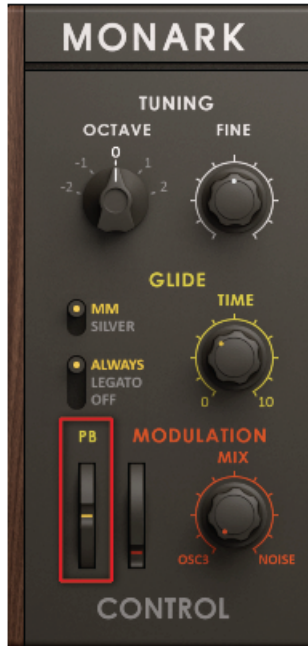 MONARK
TUNING
OCTAVE FINE
0
-1 1
-2 2
GLIDE
MM TIME
SILVER
ALWAYS
LEGATO
OFF 0 10
PB MODULATION
MIX
OSC3 NOISE
CONTROL